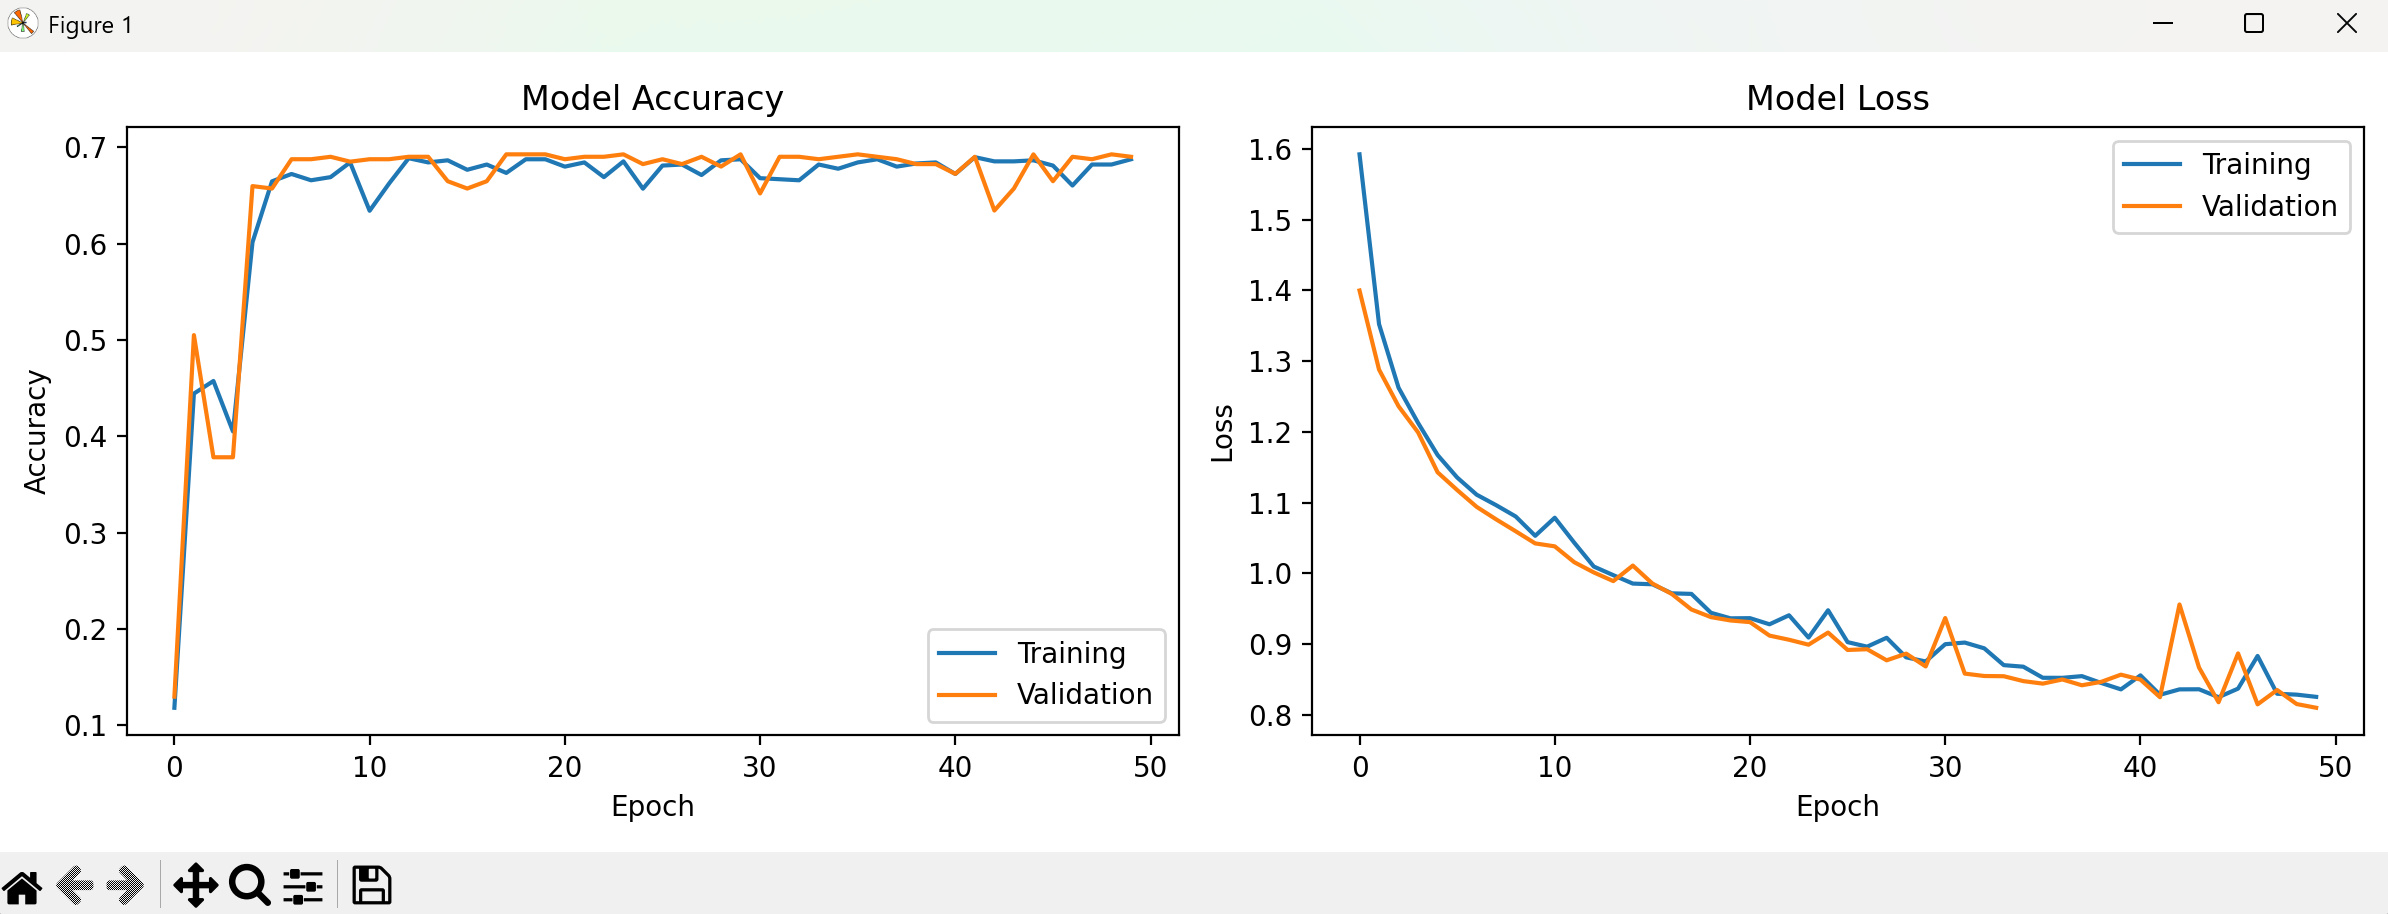 Figure 1
Model Accuracy
0.7
0.6
0.5
0.4
0.3
0.2
0.1
Accuracy
0 10 20 30 40 50
Epoch
Training
Validation
Model Loss
1.6
1.5
1.4
1.3
1.2
1.1
1.0
0.9
0.8
Loss
0 10 20 30 40 50
Epoch
Training
Validation